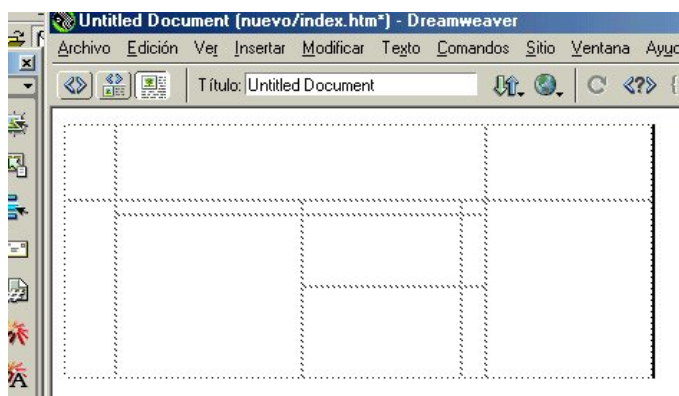 Untitled Document (nuevo/index.htm*) - Dreamweaver
Archivo Edición Ver Insertar Modificar Texto Comandos Sitio Ventana
Título: Untitled Document